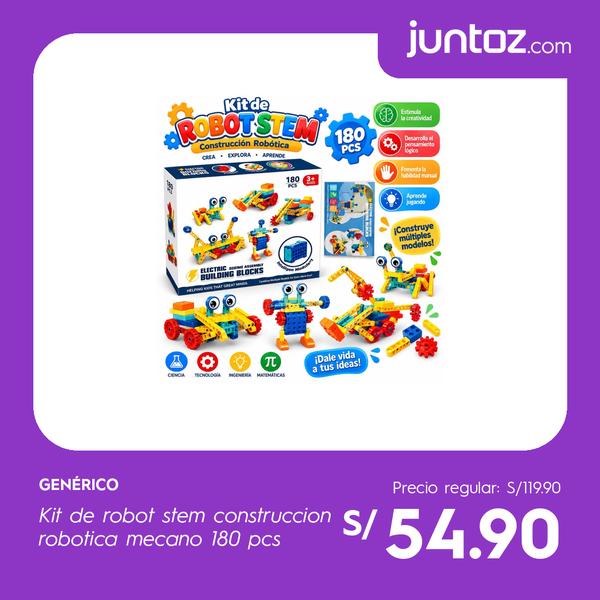 juntoz.com
Kit de
ROBOT STEM
Construcción Robótica
CREA • EXPLORA • APRENDE
180
PCS
Estimula
la creatividad
Desarrolla el
pensamiento
lógico
Fomenta la
habilidad manual
Aprende
jugando
180
PCS
3+
ELECTRIC
BUILDING BLOCKS
HELPING KIDS THAT GREAT MINDS
¡Construye
múltiples
modelos!
¡Dale vida
a tus ideas!
CIENCIA
TECNOLOGÍA
INGENIERÍA
π
MATEMÁTICAS
GENÉRICO
Precio regular: S/119.90
Kit de robot stem construccion
robotica mecano 180 pcs
S/ 54.90